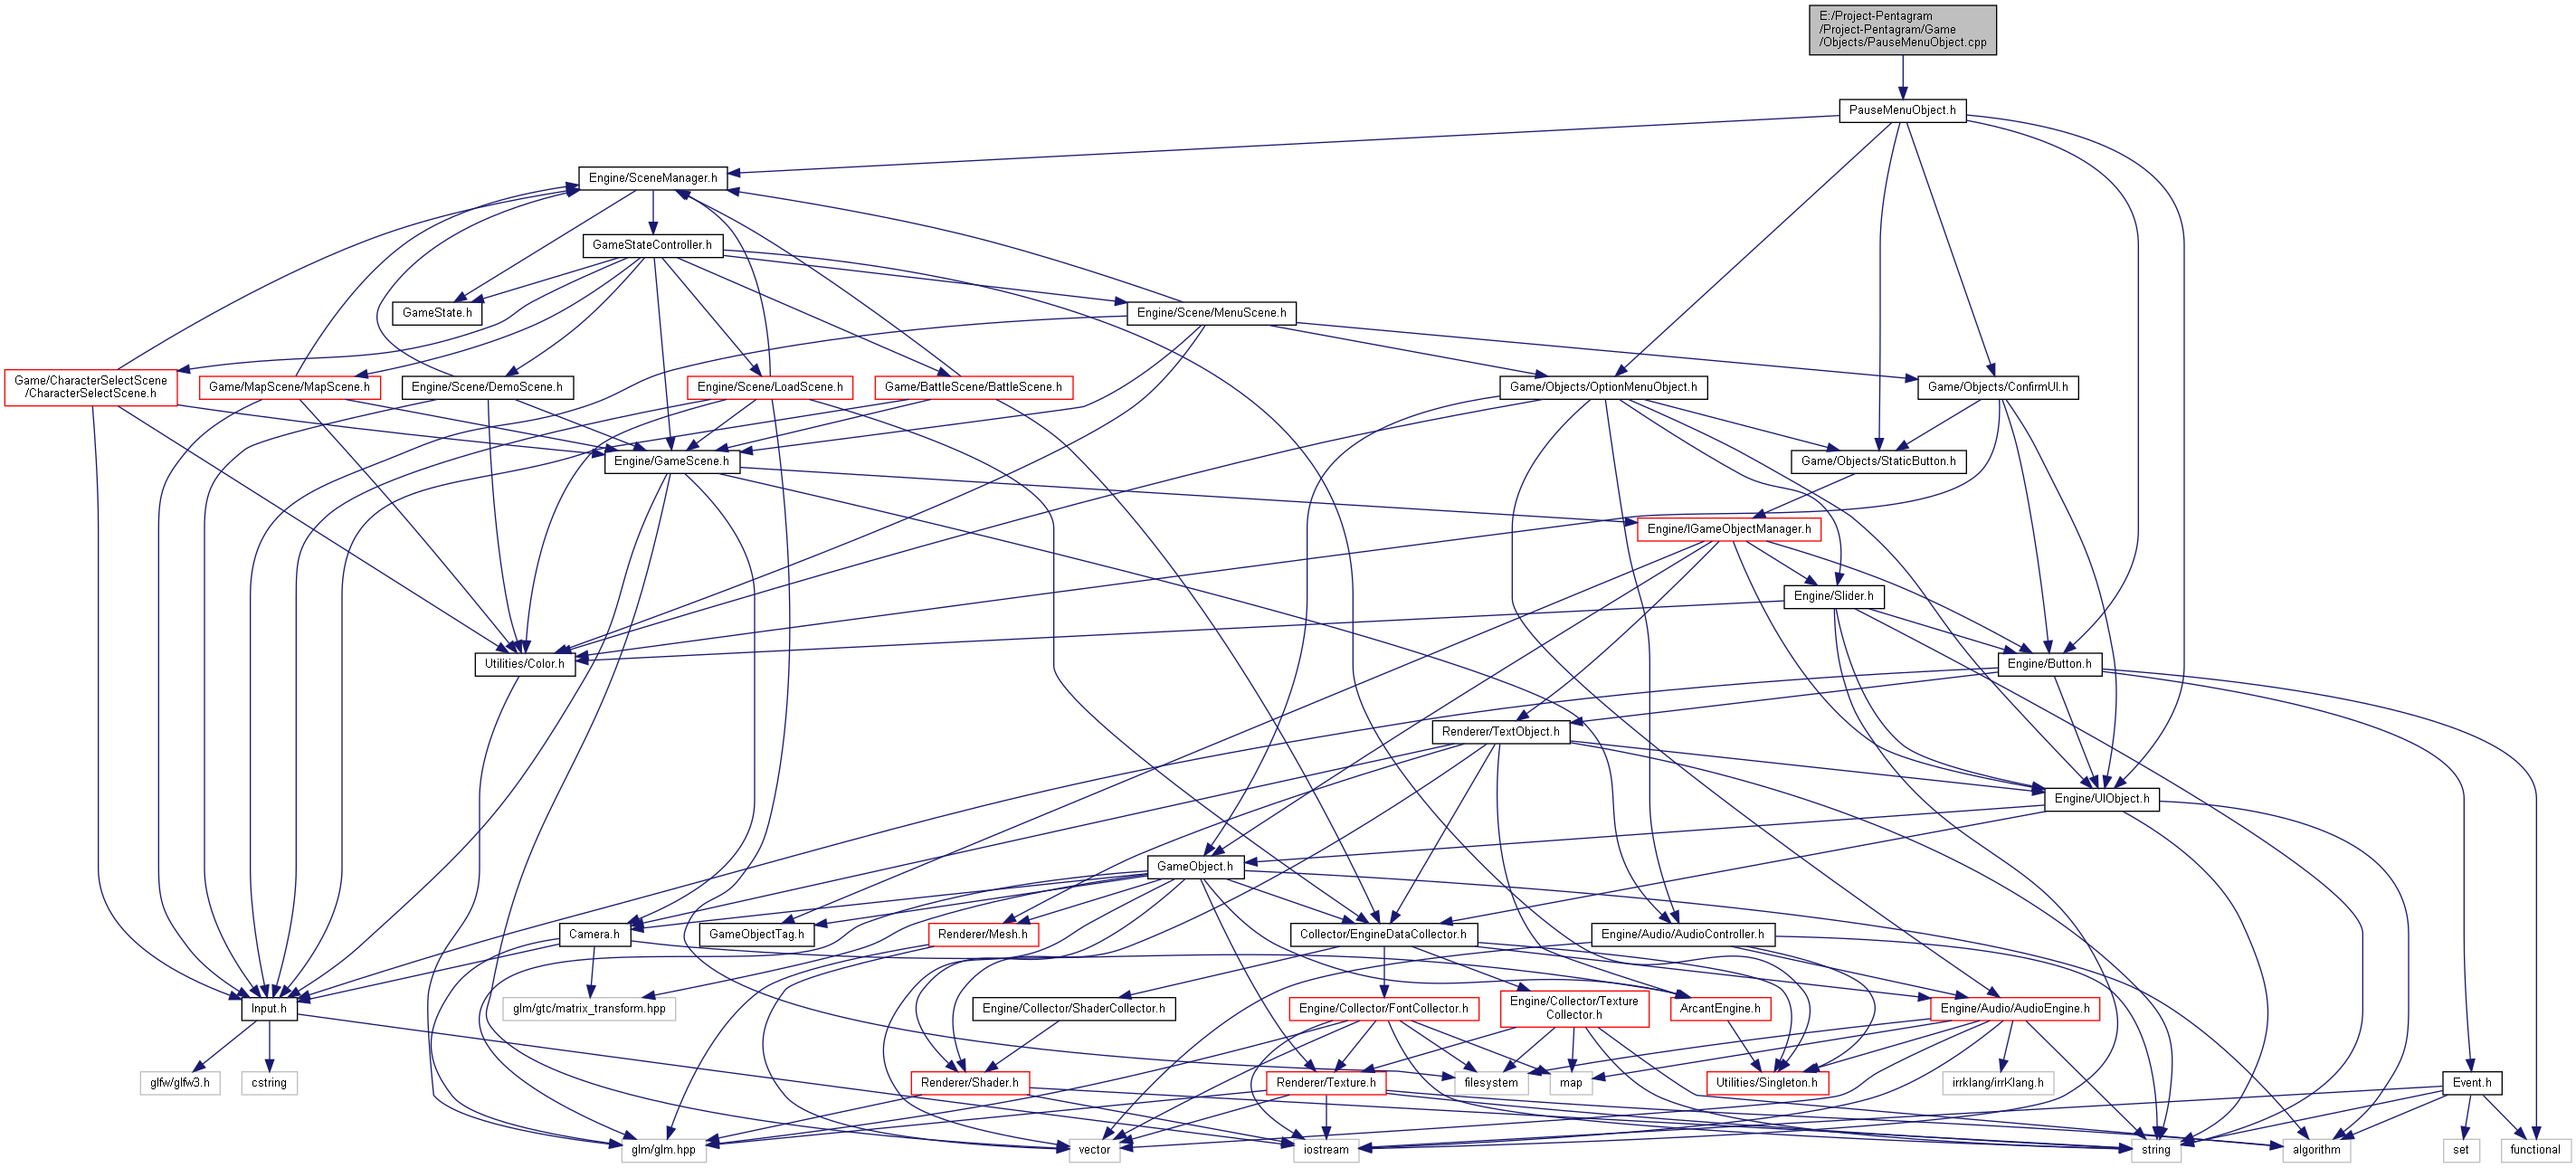 E:/Project-Pentagram
/Project-Pentagram/Game
/Objects/PauseMenuObject.cpp
PauseMenuObject.h
Engine/SceneManager.h
GameStateController.h
GameState.h
Engine/Scene/MenuScene.h
Game/CharacterSelectScene
/CharacterSelectScene.h
Game/MapScene/MapScene.h
Engine/Scene/DemoScene.h
Engine/Scene/LoadScene.h
Game/BattleScene/BattleScene.h
Game/Objects/OptionMenuObject.h
Game/Objects/ConfirmUI.h
Engine/GameScene.h
Game/Objects/StaticButton.h
Engine/IGameObjectManager.h
Engine/Slider.h
Utilities/Color.h
Engine/Button.h
Renderer/TextObject.h
Engine/UIObject.h
GameObject.h
Camera.h
GameObjectTag.h
Renderer/Mesh.h
Collector/EngineDataCollector.h
Engine/Audio/AudioController.h
Input.h
glm/gtc/matrix_transform.hpp
Engine/Collector/ShaderCollector.h
Engine/Collector/FontCollector.h
Engine/Collector/Texture
Collector.h
ArcantEngine.h
Engine/Audio/AudioEngine.h
glfw/glfw3.h
cstring
Renderer/Shader.h
Renderer/Texture.h
filesystem
map
Utilities/Singleton.h
irrklang/irrKlang.h
Event.h
glm/glm.hpp
vector
iostream
string
algorithm
set
functional